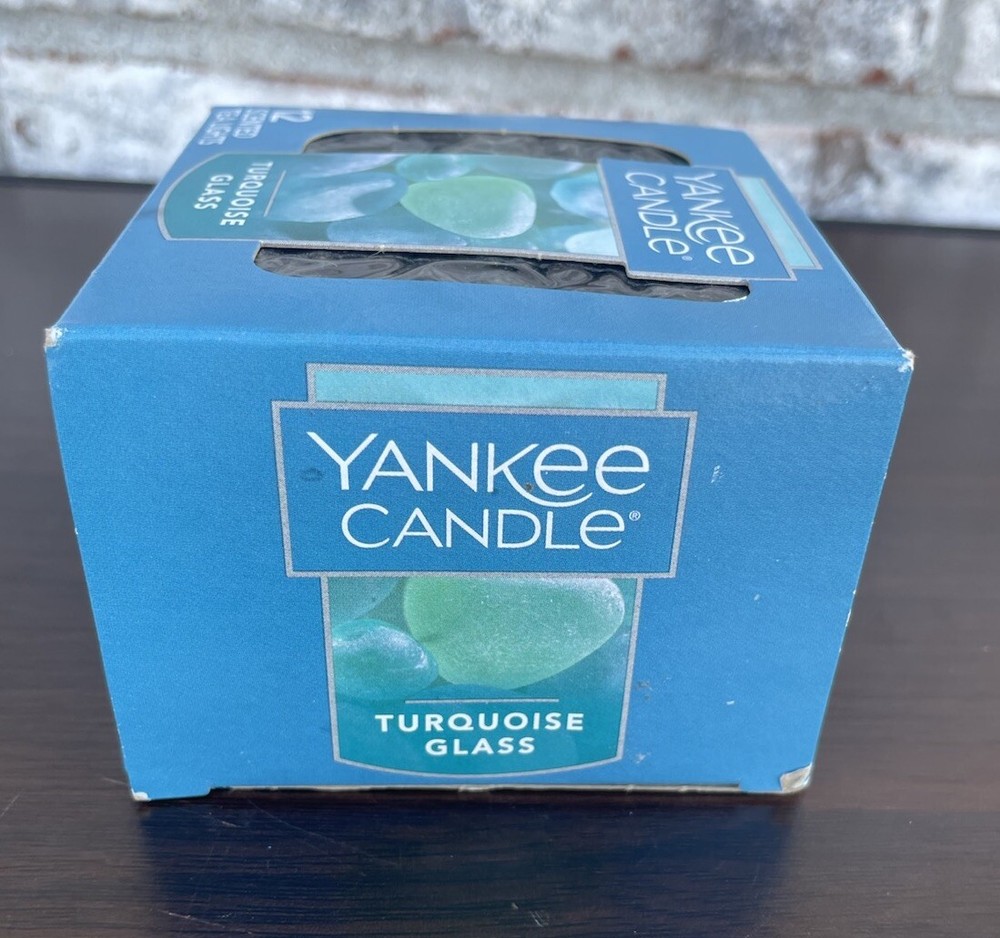 12 SCENTED
TEA LIGHTS
TURQUOISE
GLASS
YANKEE
CANDLE®
YANKEE
CANDLE®
TURQUOISE
GLASS